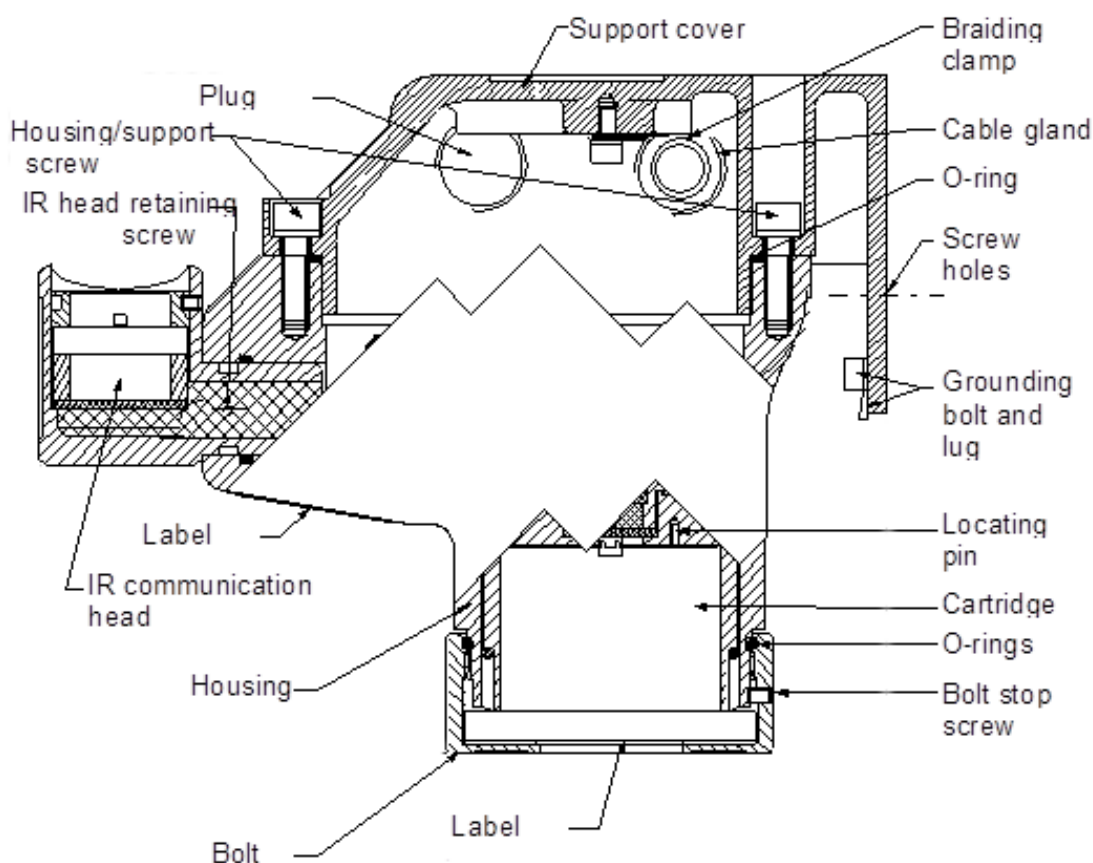 Support cover
Braiding
clamp
Plug
Housing/support
screw
Cable gland
O-ring
IR head retaining
screw
Screw
holes
Grounding
bolt and
lug
Label
Locating
pin
IR communication
head
Cartridge
O-rings
Housing
Bolt stop
screw
Label
Bolt